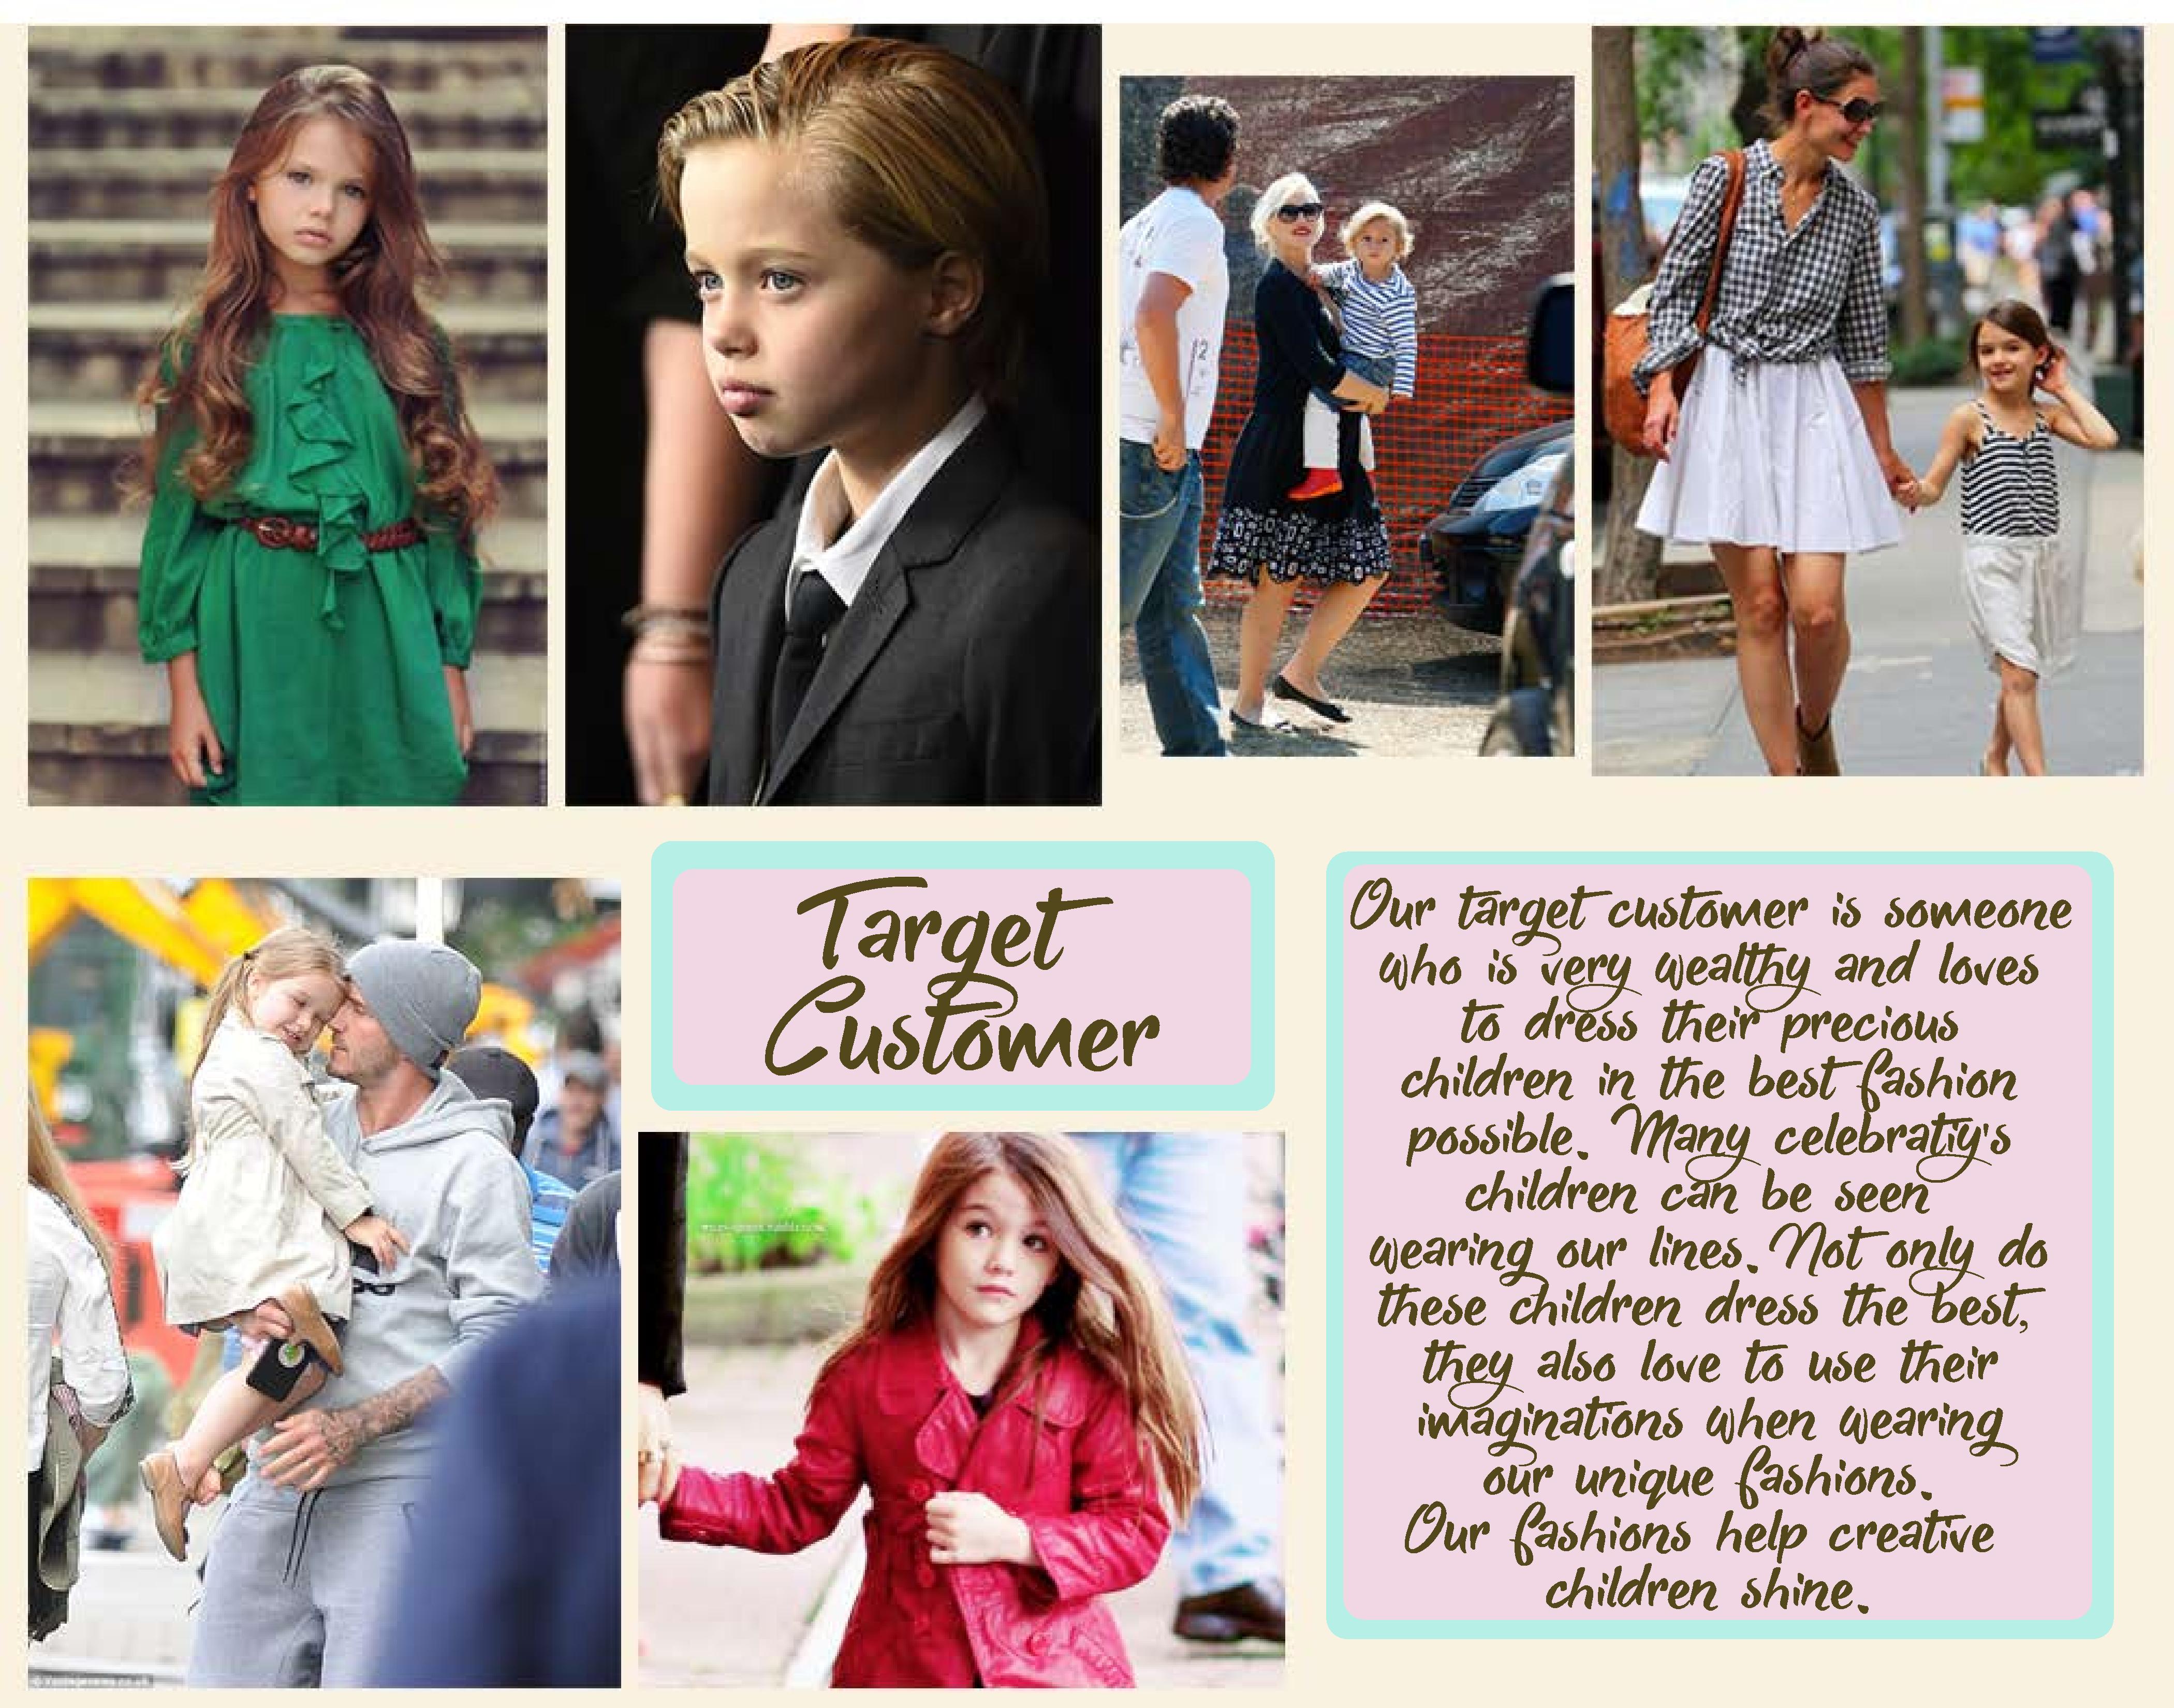 Target
Customer
Our target customer is someone
who is very wealthy and loves
to dress their precious
children in the best fashion
possible. Many celebratiy's
children can be seen
wearing our lines. Not only do
these children dress the best,
they also love to use their
imaginations when wearing
our unique fashions.
Our fashions help creative
children shine.